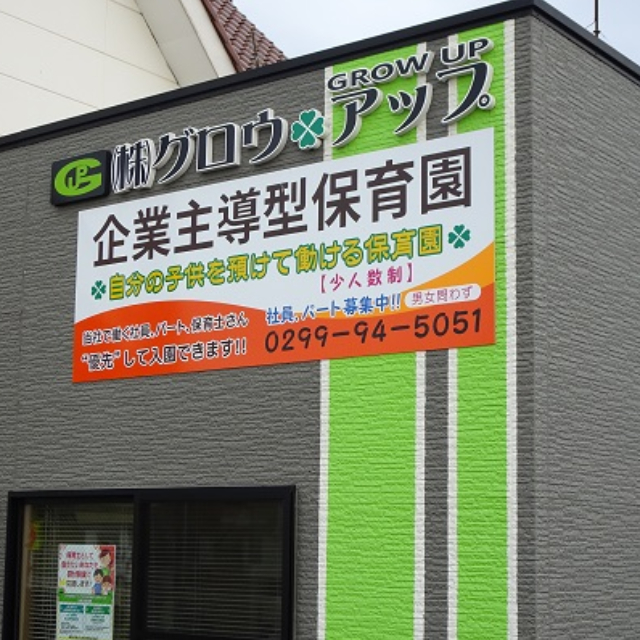 GROW UP
㈱グロウアップ
企業主導型保育園
自分の子供を預けて働ける保育園
【少人数制】
当社で働く社員、パート、保育士さん
“優先”して入園できます!!
社員、パート募集中!! 男女問わず
0299-94-5051